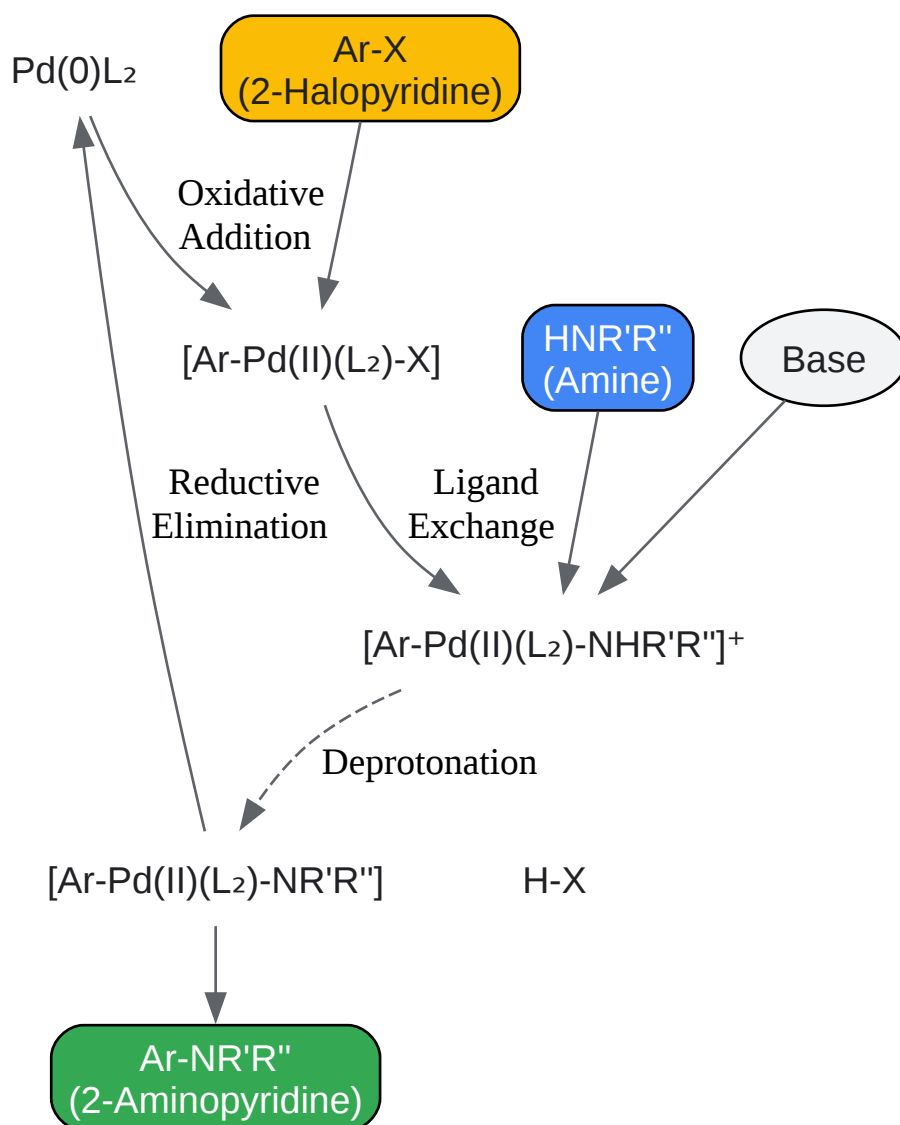 Pd(0)L₂
Ar-X
(2-Halopyridine)
Oxidative
Addition
[Ar-Pd(II)(L₂)-X]
HNR'R"
(Amine)
Base
Reductive
Elimination
Ligand
Exchange
[Ar-Pd(II)(L₂)-NHR'R"]⁺
Deprotonation
[Ar-Pd(II)(L₂)-NR'R"]
H-X
Ar-NR'R"
(2-Aminopyridine)